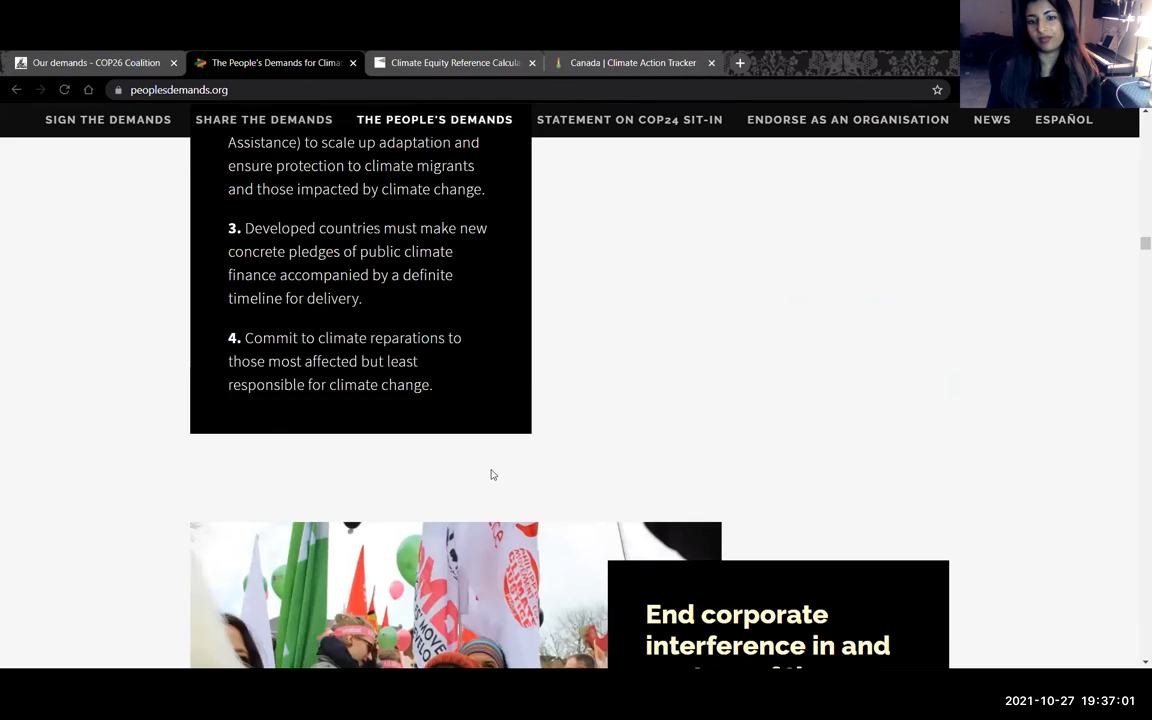 Our demands - COP26 Coalition
The People's Demands for Clima
Climate Equity Reference Calcula
Canada | Climate Action Tracker
peoplesdemands.org
SIGN THE DEMANDS
SHARE THE DEMANDS
THE PEOPLE'S DEMANDS
STATEMENT ON COP24 SIT-IN
ENDORSE AS AN ORGANISATION
NEWS
ESPAÑOL
Assistance) to scale up adaptation and
ensure protection to climate migrants
and those impacted by climate change.
3. Developed countries must make new
concrete pledges of public climate
finance accompanied by a definite
timeline for delivery.
4. Commit to climate reparations to
those most affected but least
responsible for climate change.
End corporate
interference in and
2021-10-27 19:37:01